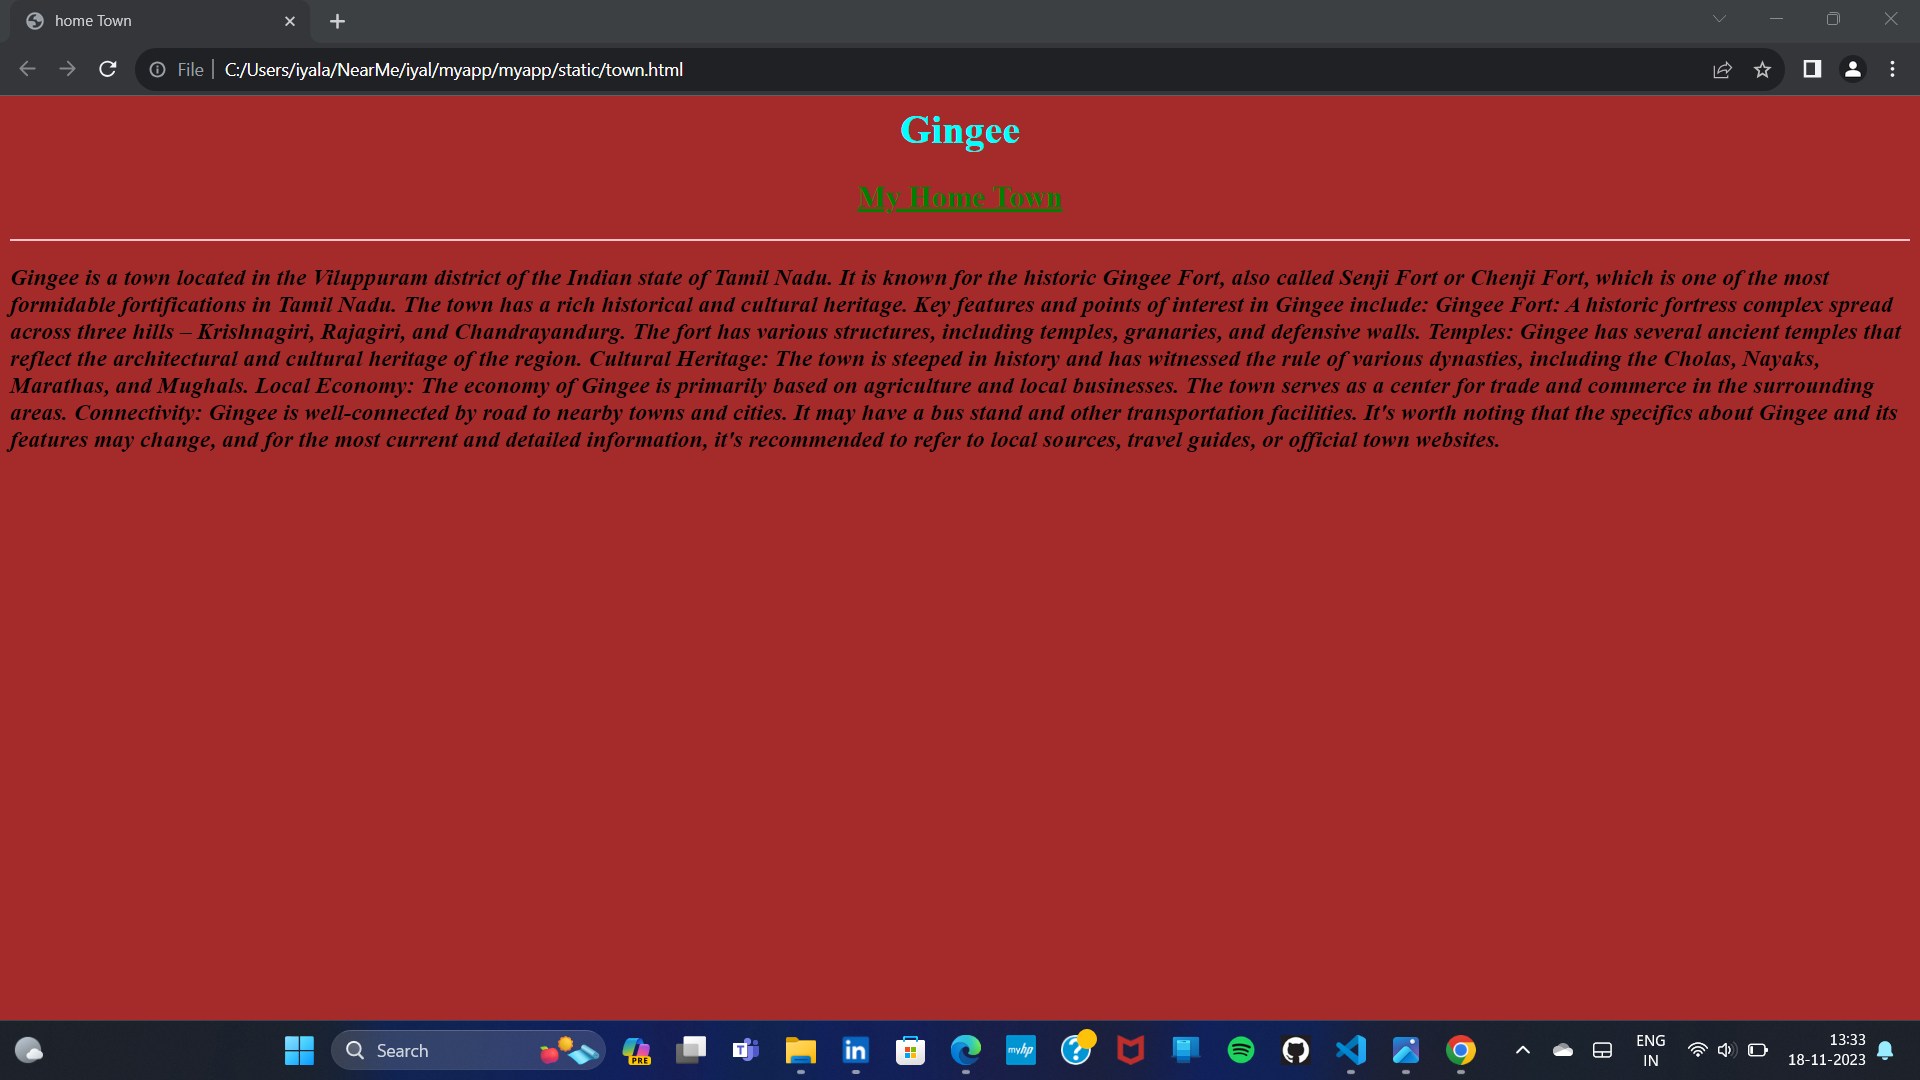 home Town
File
C:/Users/iyala/NearMe/iyal/myapp/myapp/static/town.html
Gingee
My Home Town
Gingee is a town located in the Viluppuram district of the Indian state of Tamil Nadu. It is known for the historic Gingee Fort, also called Senji Fort or Chenji Fort, which is one of the most
formidable fortifications in Tamil Nadu. The town has a rich historical and cultural heritage. Key features and points of interest in Gingee include: Gingee Fort: A historic fortress complex spread
across three hills – Krishnagiri, Rajagiri, and Chandrayandurg. The fort has various structures, including temples, granaries, and defensive walls. Temples: Gingee has several ancient temples that
reflect the architectural and cultural heritage of the region. Cultural Heritage: The town is steeped in history and has witnessed the rule of various dynasties, including the Cholas, Nayaks,
Marathas, and Mughals. Local Economy: The economy of Gingee is primarily based on agriculture and local businesses. The town serves as a center for trade and commerce in the surrounding
areas. Connectivity: Gingee is well-connected by road to nearby towns and cities. It may have a bus stand and other transportation facilities. It's worth noting that the specifics about Gingee and its
features may change, and for the most current and detailed information, it's recommended to refer to local sources, travel guides, or official town websites.
Search
PRE
T
in
myhp
?
ENG
IN
13:33
18-11-2023